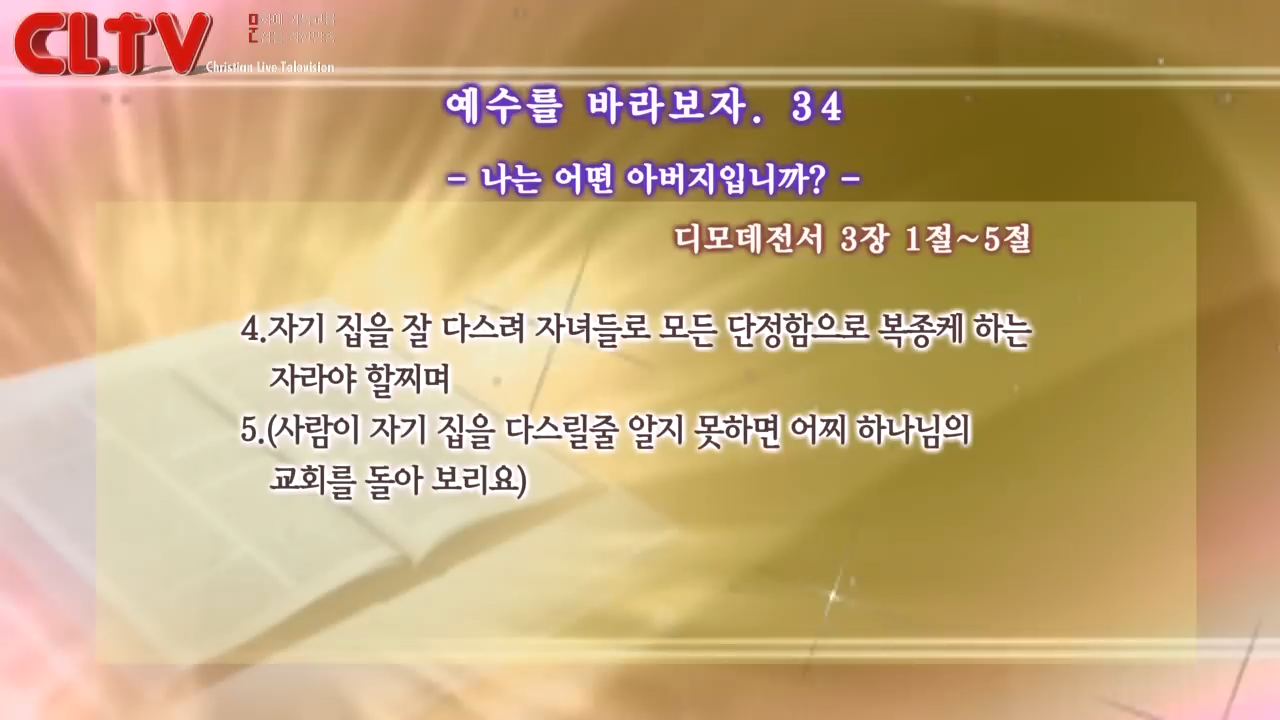 CLTV
Christian Live Television
예수를 바라보자. 34
- 나는 어떤 아버지입니까? -
디모데전서 3장 1절~5절
4.자기 집을 잘 다스려 자녀들로 모든 단정함으로 복종케 하는
자라야 할찌며
5.(사람이 자기 집을 다스릴줄 알지 못하면 어찌 하나님의
교회를 돌아 보리요)